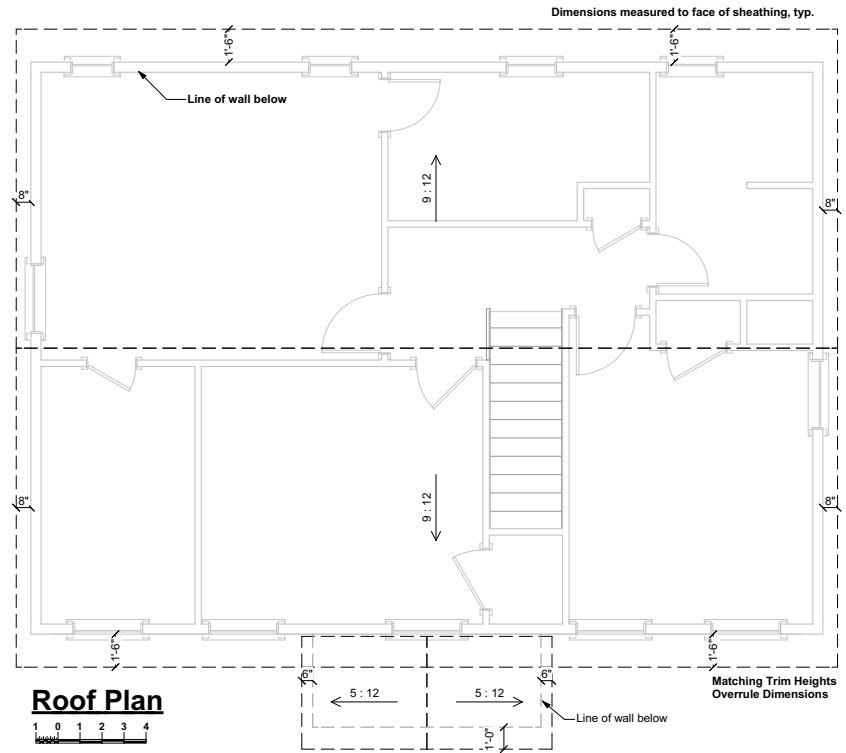 Dimensions measured to face of sheathing, typ.
1'-6"
1'-6"
Line of wall below
9 : 12
8"
8"
9 : 12
8"
8"
1'-6"
1'-6"
Matching Trim Heights
Overrule Dimensions
6"
6"
5 : 12
5 : 12
Roof Plan
Line of wall below
1 0 1 2 3 4
1'-0"